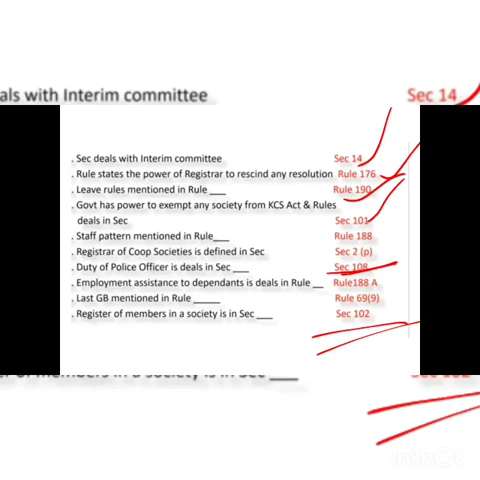 als with Interim committee Sec 14
. Sec deals with Interim committee Sec 14
. Rule states the power of Registrar to rescind any resolution Rule 176
. Leave rules mentioned in Rule ___ Rule 190
. Govt has power to exempt any society from KCS Act & Rules
deals in Sec Sec 101
. Staff pattern mentioned in Rule___ Rule 188
. Registrar of Coop Societies is defined in Sec Sec 2 (p)
. Duty of Police Officer is deals in Sec ___ Sec 108
. Employment assistance to dependants is deals in Rule __ Rule188 A
. Last GB mentioned in Rule _____ Rule 69(9)
. Register of members in a society is in Sec ___ Sec 102
er of members in a society is in Sec ___ Sec 102